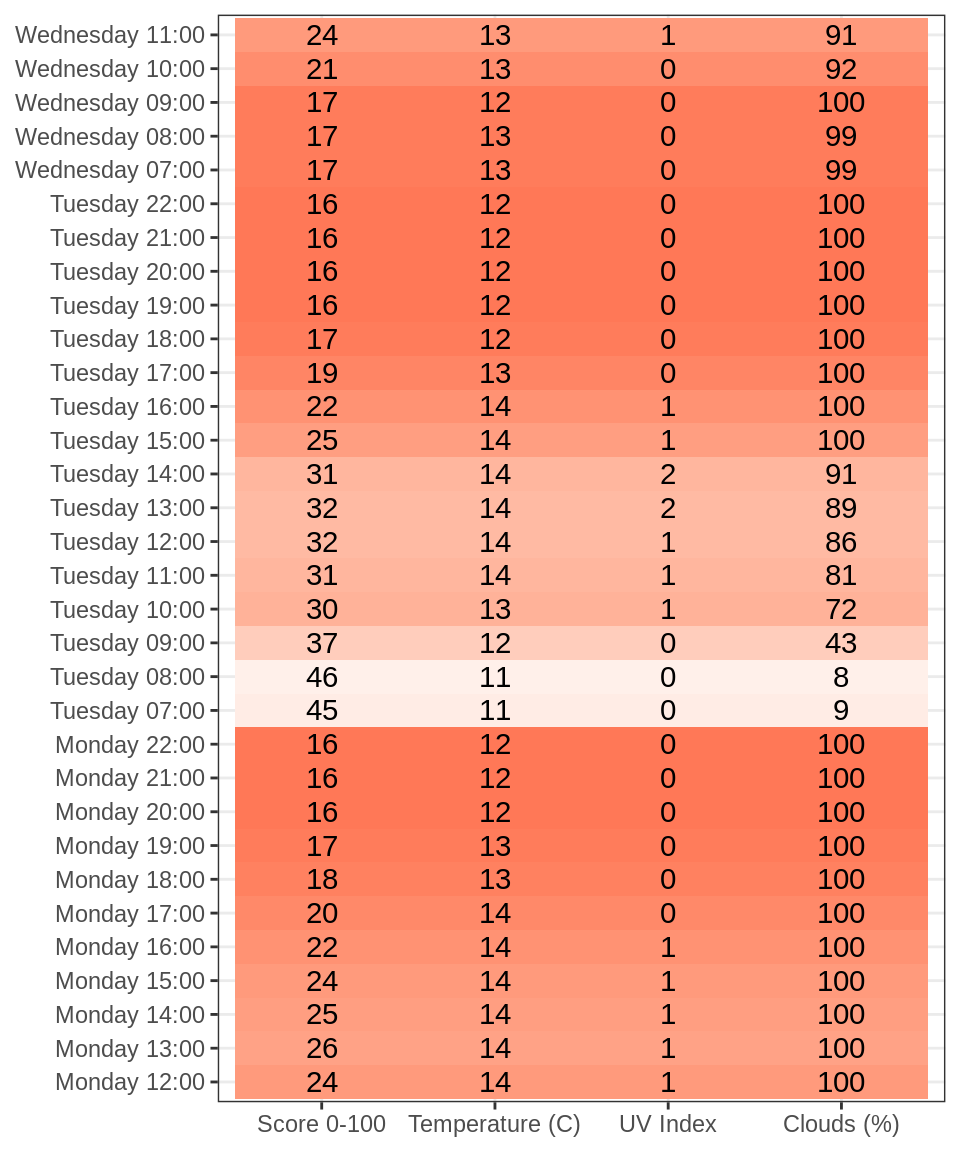 Wednesday 11:00 24 13 1 91
Wednesday 10:00 21 13 0 92
Wednesday 09:00 17 12 0 100
Wednesday 08:00 17 13 0 99
Wednesday 07:00 17 13 0 99
Tuesday 22:00 16 12 0 100
Tuesday 21:00 16 12 0 100
Tuesday 20:00 16 12 0 100
Tuesday 19:00 16 12 0 100
Tuesday 18:00 17 12 0 100
Tuesday 17:00 19 13 0 100
Tuesday 16:00 22 14 1 100
Tuesday 15:00 25 14 1 100
Tuesday 14:00 31 14 2 91
Tuesday 13:00 32 14 2 89
Tuesday 12:00 32 14 1 86
Tuesday 11:00 31 14 1 81
Tuesday 10:00 30 13 1 72
Tuesday 09:00 37 12 0 43
Tuesday 08:00 46 11 0 8
Tuesday 07:00 45 11 0 9
Monday 22:00 16 12 0 100
Monday 21:00 16 12 0 100
Monday 20:00 16 12 0 100
Monday 19:00 17 13 0 100
Monday 18:00 18 13 0 100
Monday 17:00 20 14 0 100
Monday 16:00 22 14 1 100
Monday 15:00 24 14 1 100
Monday 14:00 25 14 1 100
Monday 13:00 26 14 1 100
Monday 12:00 24 14 1 100
Score 0-100 Temperature (C) UV Index Clouds (%)